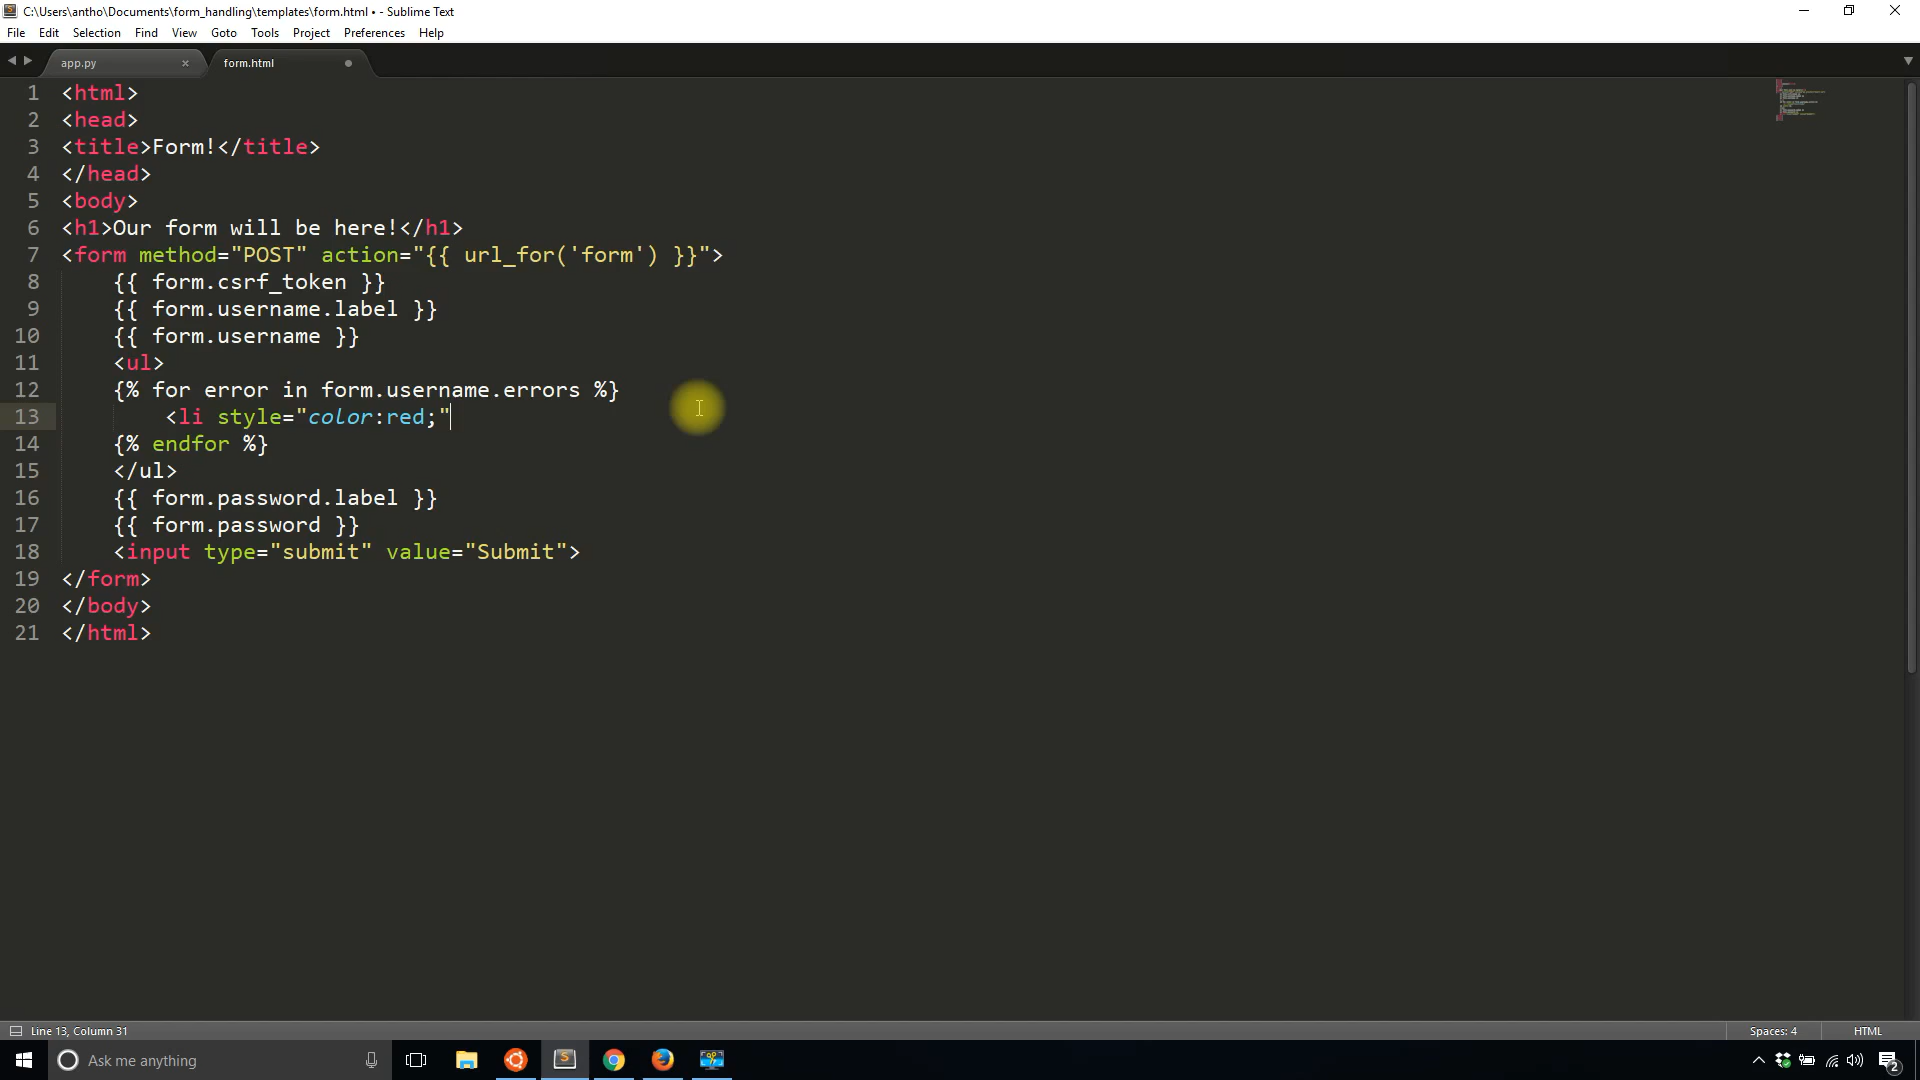 C:\Users\antho\Documents\form_handling\templates\form.html • - Sublime Text
File Edit Selection Find View Goto Tools Project Preferences Help
app.py form.html
1 <html>
2 <head>
3 <title>Form!</title>
4 </head>
5 <body>
6 <h1>Our form will be here!</h1>
7 <form method="POST" action="{{ url_for('form') }}">
8 {{ form.csrf_token }}
9 {{ form.username.label }}
10 {{ form.username }}
11 <ul>
12 {% for error in form.username.errors %}
13 <li style="color:red;"
14 {% endfor %}
15 </ul>
16 {{ form.password.label }}
17 {{ form.password }}
18 <input type="submit" value="Submit">
19 </form>
20 </body>
21 </html>
Line 13, Column 31 Spaces: 4 HTML
Ask me anything 2